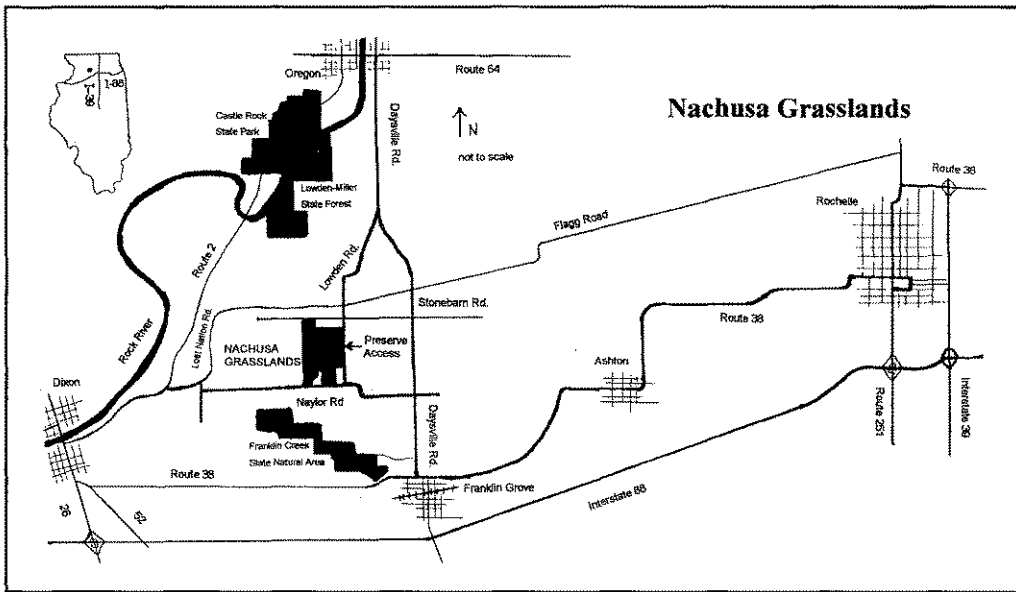 I-88
I-39
Route 64
Oregon
Castle Rock
State Park
Daysville Rd.
N
not to scale
Nachusa Grasslands
Route 38
Rochelle
Lowden-Miller
State Forest
Flagg Road
Route 2
Lowden Rd.
Stonebarn Rd.
Rock River
Lost Nation Rd.
NACHUSA
GRASSLANDS
Preserve
Access
Route 38
Ashton
Dixon
Naylor Rd
Daysville Rd.
Route 251
Interstate 39
Franklin Creek
State Natural Area
Route 38
Franklin Grove
Interstate 88
26
52